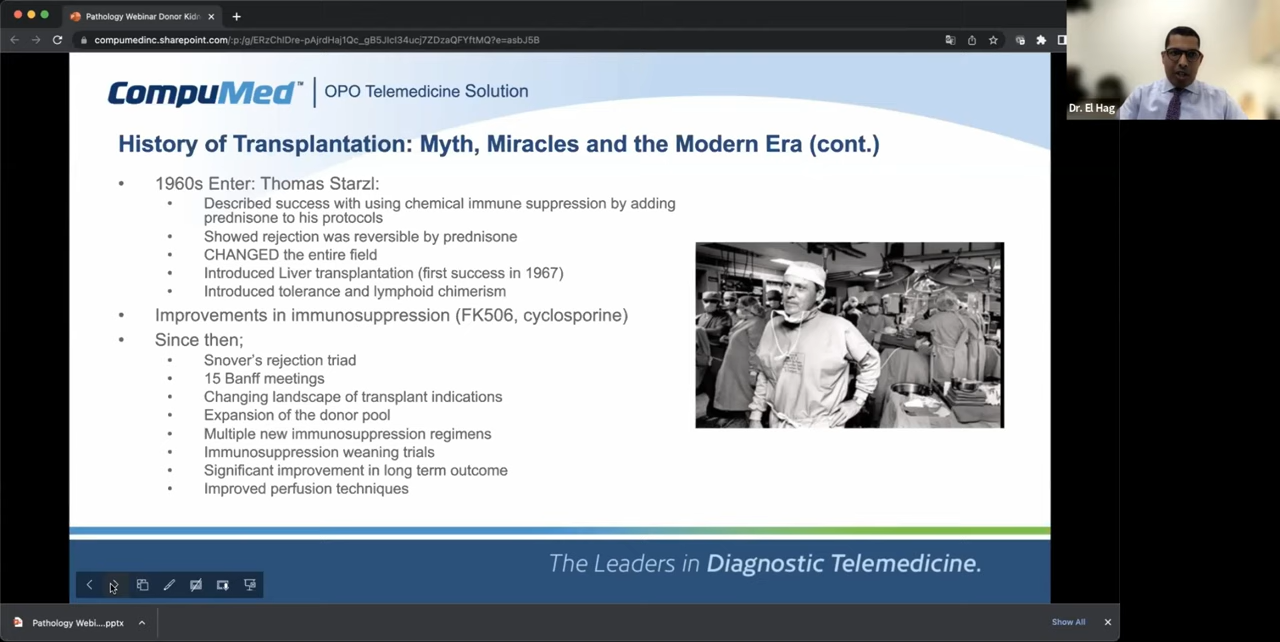 Pathology Webinar Donor Kidn
compumedinc.sharepoint.com/:p:/g/ERzChIDre-pAjrdHaj1Qc_gB5JIcI34ucj7ZDzaQFYftMQ?e=asbJ5B
Dr. El Hag
CompuMed™ | OPO Telemedicine Solution
History of Transplantation: Myth, Miracles and the Modern Era (cont.)
• 1960s Enter: Thomas Starzl:
• Described success with using chemical immune suppression by adding
prednisone to his protocols
• Showed rejection was reversible by prednisone
• CHANGED the entire field
• Introduced Liver transplantation (first success in 1967)
• Introduced tolerance and lymphoid chimerism
• Improvements in immunosuppression (FK506, cyclosporine)
• Since then;
• Snover's rejection triad
• 15 Banff meetings
• Changing landscape of transplant indications
• Expansion of the donor pool
• Multiple new immunosuppression regimens
• Immunosuppression weaning trials
• Significant improvement in long term outcome
• Improved perfusion techniques
The Leaders in Diagnostic Telemedicine.
Pathology Webi....pptx
Show All